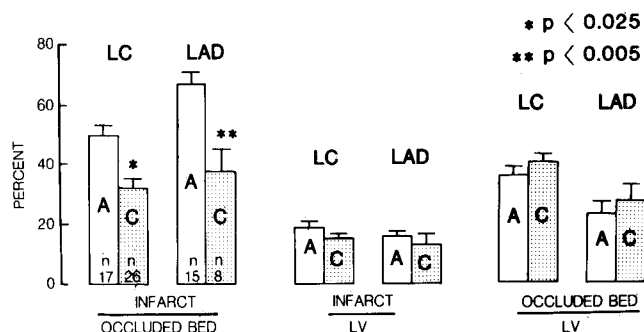 * p < 0.025
** p < 0.005
80
60
40
20
0
PERCENT
LC LAD
A * C A ** C
n n n n
17 26 15 8
INFARCT
OCCLUDED BED
LC LAD
A C A C
INFARCT
LV
LC LAD
A C A C
OCCLUDED BED
LV